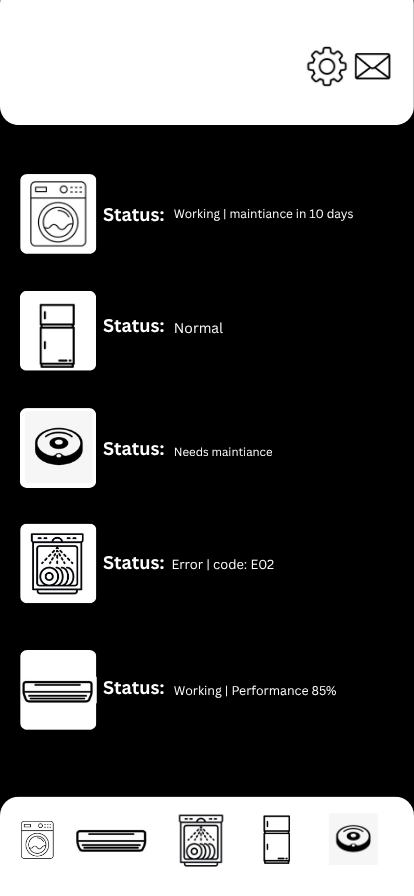 Status: Working | maintiance in 10 days
Status: Normal
Status: Needs maintiance
Status: Error | code: E02
Status: Working | Performance 85%